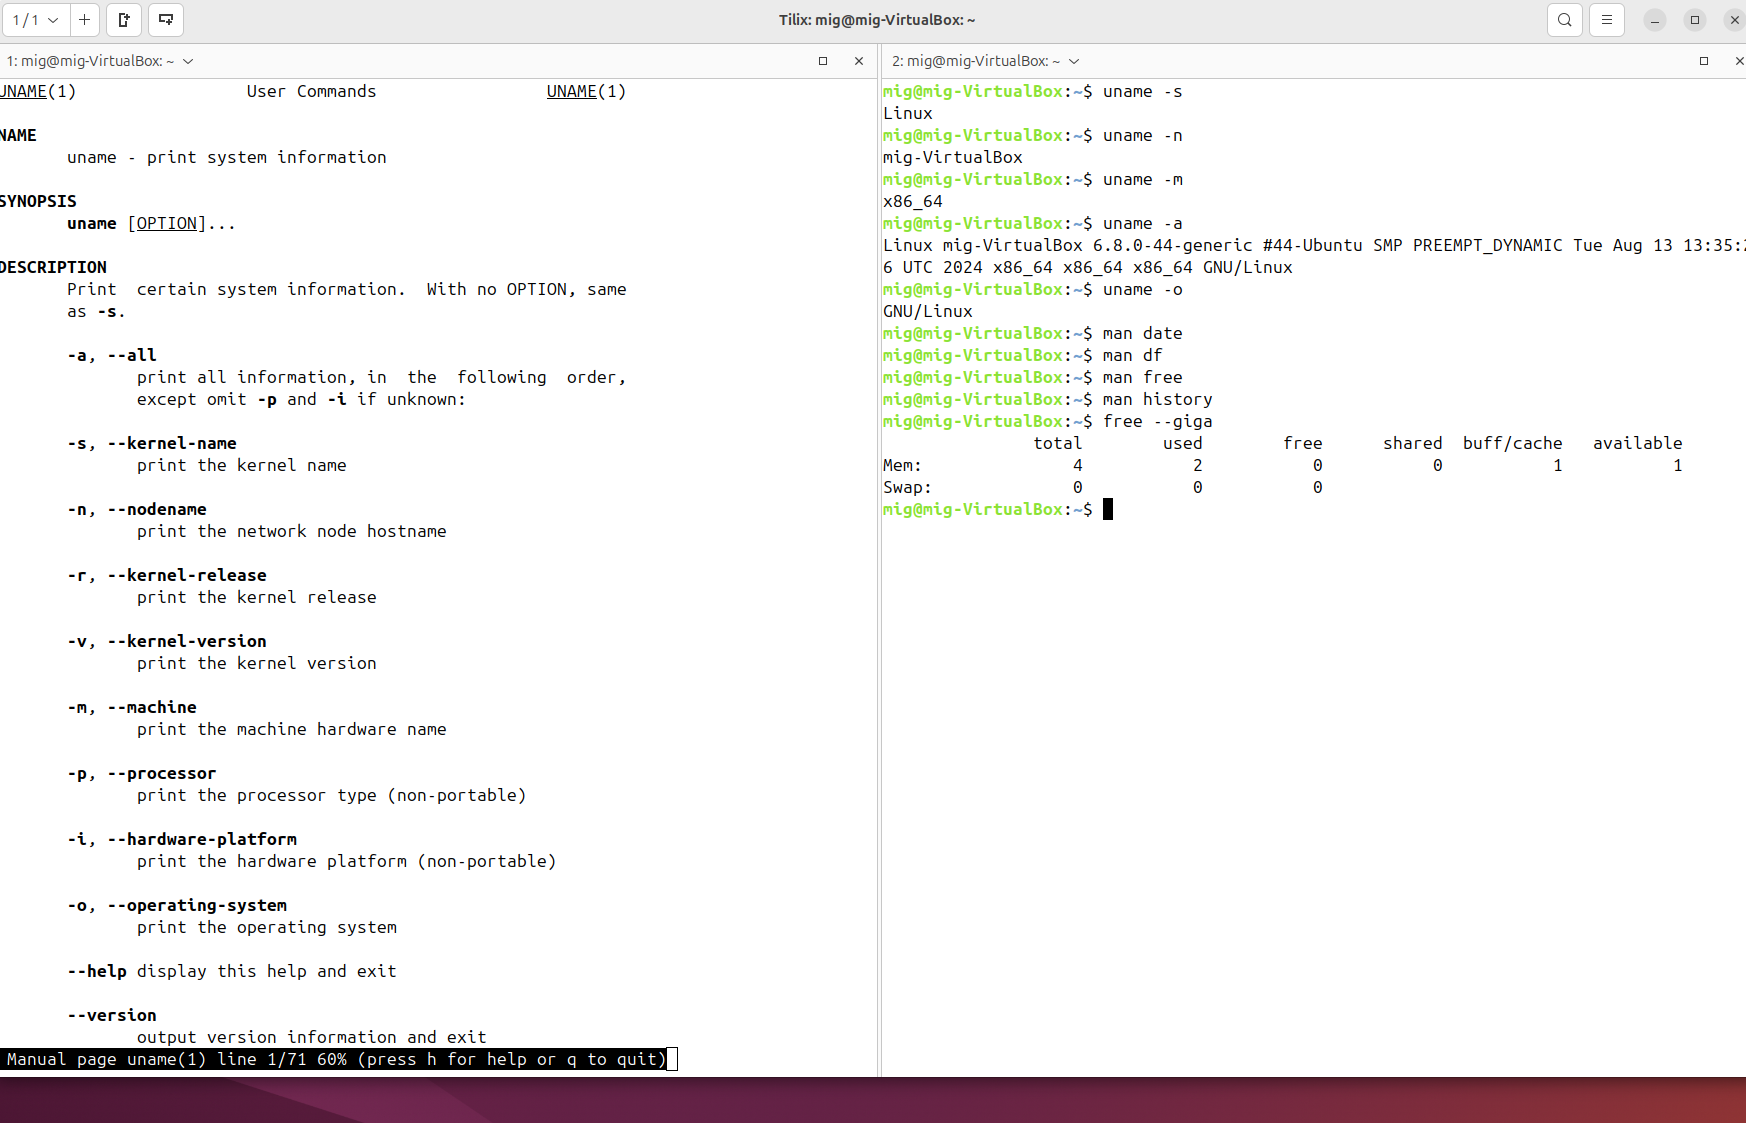 1 / 1
Tilix: mig@mig-VirtualBox: ~
1: mig@mig-VirtualBox: ~
UNAME(1) User Commands UNAME(1)
NAME
uname - print system information
SYNOPSIS
uname [OPTION]...
DESCRIPTION
Print certain system information. With no OPTION, same
as -s.
-a, --all
print all information, in the following order,
except omit -p and -i if unknown:
-s, --kernel-name
print the kernel name
-n, --nodename
print the network node hostname
-r, --kernel-release
print the kernel release
-v, --kernel-version
print the kernel version
-m, --machine
print the machine hardware name
-p, --processor
print the processor type (non-portable)
-i, --hardware-platform
print the hardware platform (non-portable)
-o, --operating-system
print the operating system
--help display this help and exit
--version
output version information and exit
Manual page uname(1) line 1/71 60% (press h for help or q to quit)
2: mig@mig-VirtualBox: ~
mig@mig-VirtualBox:~$ uname -s
Linux
mig@mig-VirtualBox:~$ uname -n
mig-VirtualBox
mig@mig-VirtualBox:~$ uname -m
x86_64
mig@mig-VirtualBox:~$ uname -a
Linux mig-VirtualBox 6.8.0-44-generic #44-Ubuntu SMP PREEMPT_DYNAMIC Tue Aug 13 13:35:2
6 UTC 2024 x86_64 x86_64 x86_64 GNU/Linux
mig@mig-VirtualBox:~$ uname -o
GNU/Linux
mig@mig-VirtualBox:~$ man date
mig@mig-VirtualBox:~$ man df
mig@mig-VirtualBox:~$ man free
mig@mig-VirtualBox:~$ man history
mig@mig-VirtualBox:~$ free --giga
total used free shared buff/cache available
Mem: 4 2 0 0 1 1
Swap: 0 0 0
mig@mig-VirtualBox:~$